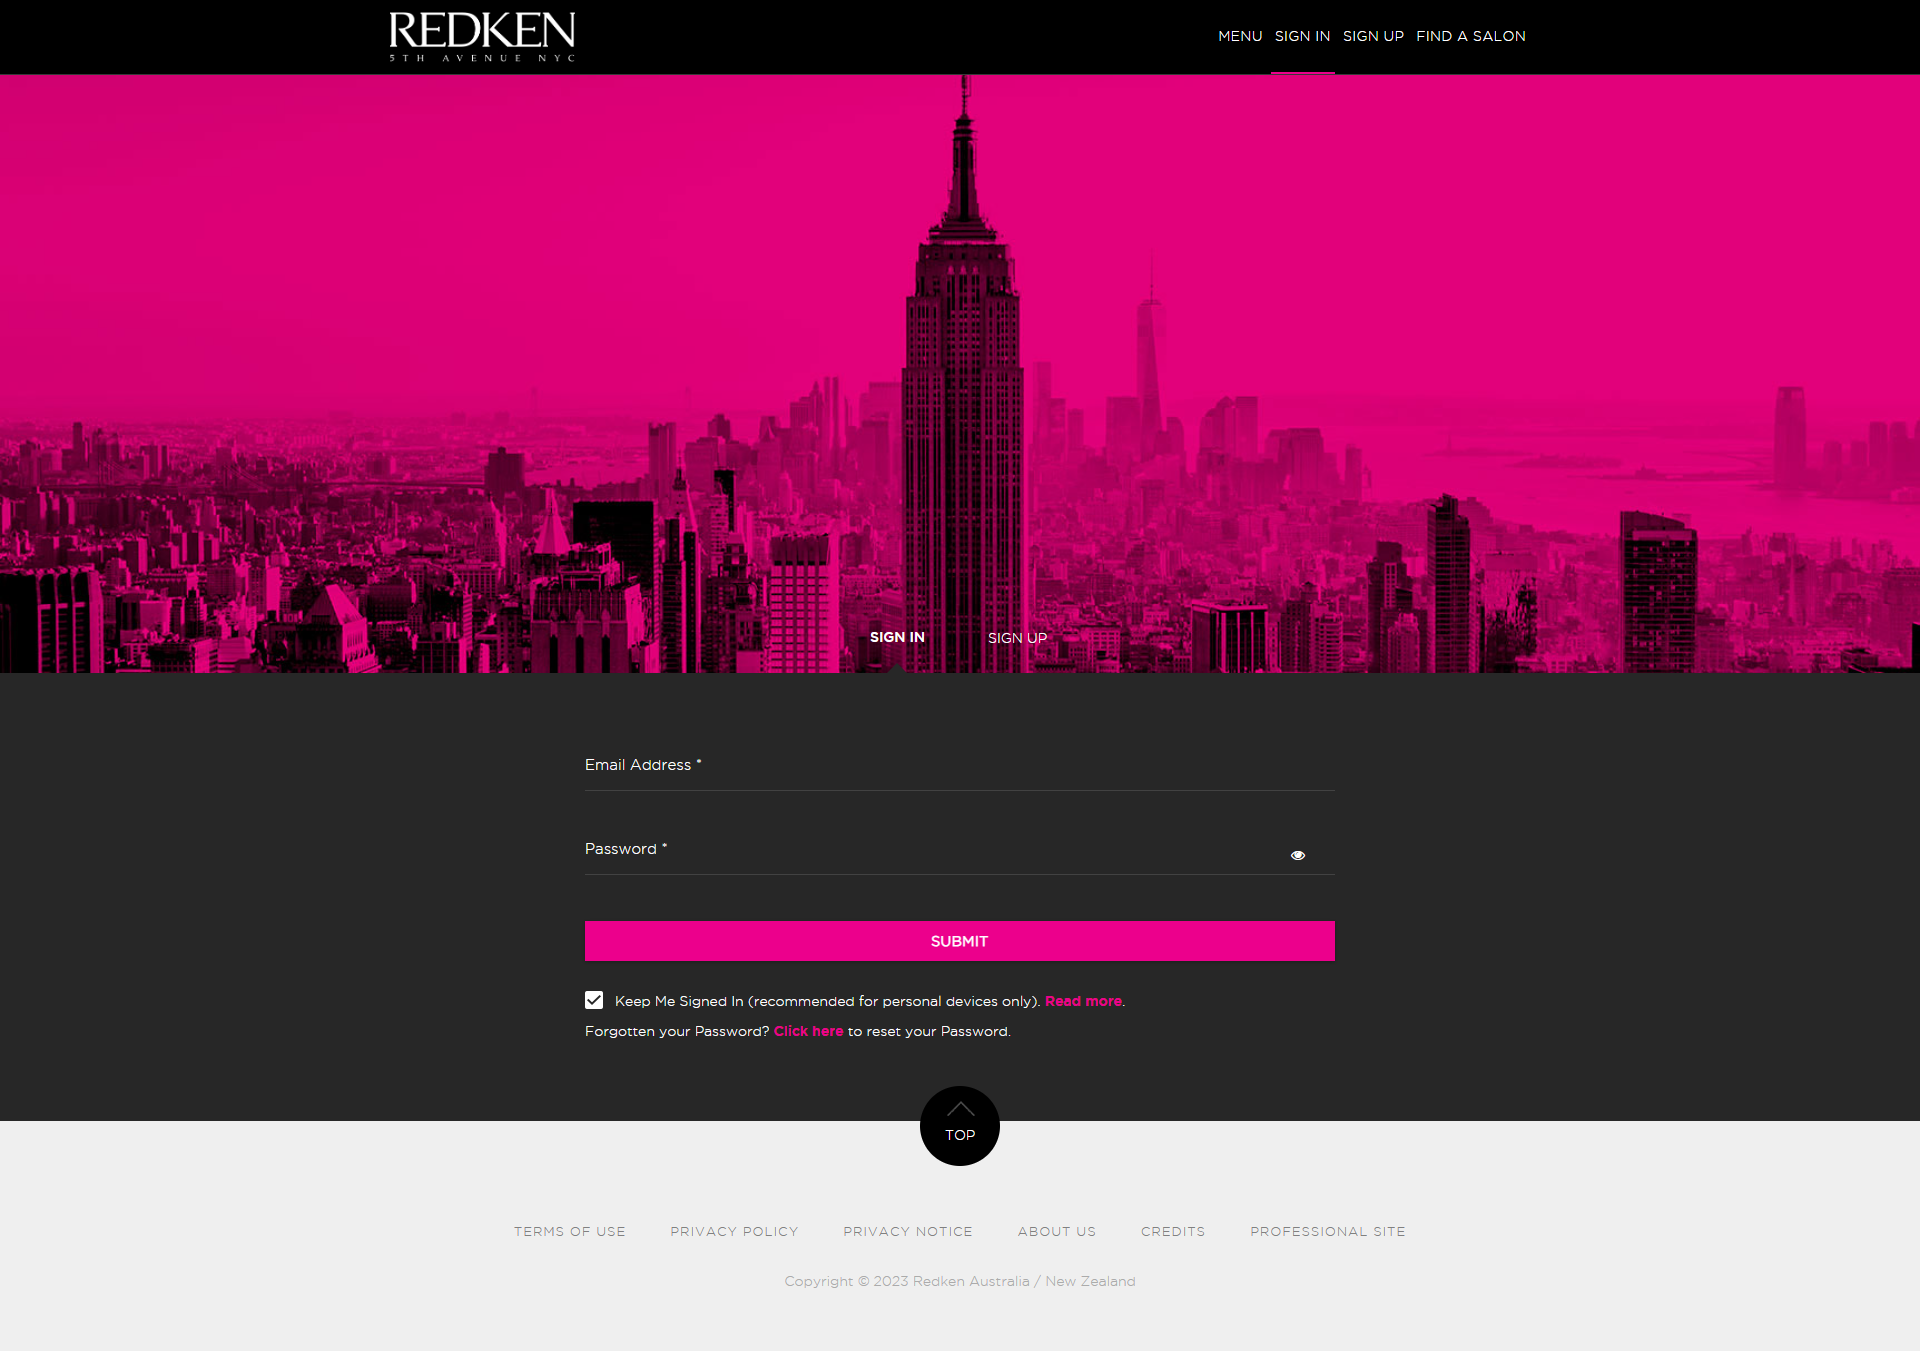 REDKEN
5TH AVENUE NYC
MENU SIGN IN SIGN UP FIND A SALON
SIGN IN SIGN UP
Email Address *
Password *
SUBMIT
Keep Me Signed In (recommended for personal devices only). Read more.
Forgotten your Password? Click here to reset your Password.
TOP
TERMS OF USE PRIVACY POLICY PRIVACY NOTICE ABOUT US CREDITS PROFESSIONAL SITE
Copyright © 2023 Redken Australia / New Zealand